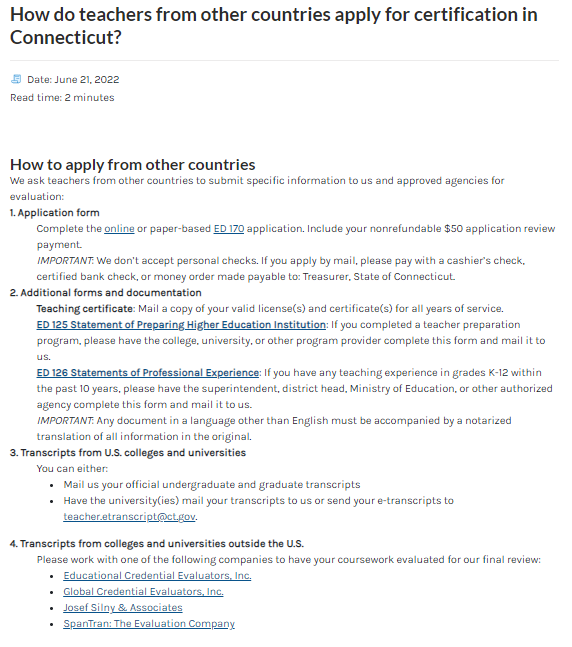 How do teachers from other countries apply for certification in
Connecticut?
Date: June 21, 2022
Read time: 2 minutes
How to apply from other countries
We ask teachers from other countries to submit specific information to us and approved agencies for
evaluation:
1. Application form
Complete the online or paper-based ED 170 application. Include your nonrefundable $50 application review
payment.
IMPORTANT: We don't accept personal checks. If you apply by mail, please pay with a cashier's check,
certified bank check, or money order made payable to: Treasurer, State of Connecticut.
2. Additional forms and documentation
Teaching certificate: Mail a copy of your valid license(s) and certificate(s) for all years of service.
ED 125 Statement of Preparing Higher Education Institution: If you completed a teacher preparation
program, please have the college, university, or other program provider complete this form and mail it to
us.
ED 126 Statements of Professional Experience: If you have any teaching experience in grades K-12 within
the past 10 years, please have the superintendent, district head, Ministry of Education, or other authorized
agency complete this form and mail it to us.
IMPORTANT: Any document in a language other than English must be accompanied by a notarized
translation of all information in the original.
3. Transcripts from U.S. colleges and universities
You can either:
• Mail us your official undergraduate and graduate transcripts
• Have the university(ies) mail your transcripts to us or send your e-transcripts to
teacher.etranscript@ct.gov.
4. Transcripts from colleges and universities outside the U.S.
Please work with one of the following companies to have your coursework evaluated for our final review:
• Educational Credential Evaluators, Inc.
• Global Credential Evaluators, Inc.
• Josef Silny & Associates
• SpanTran: The Evaluation Company